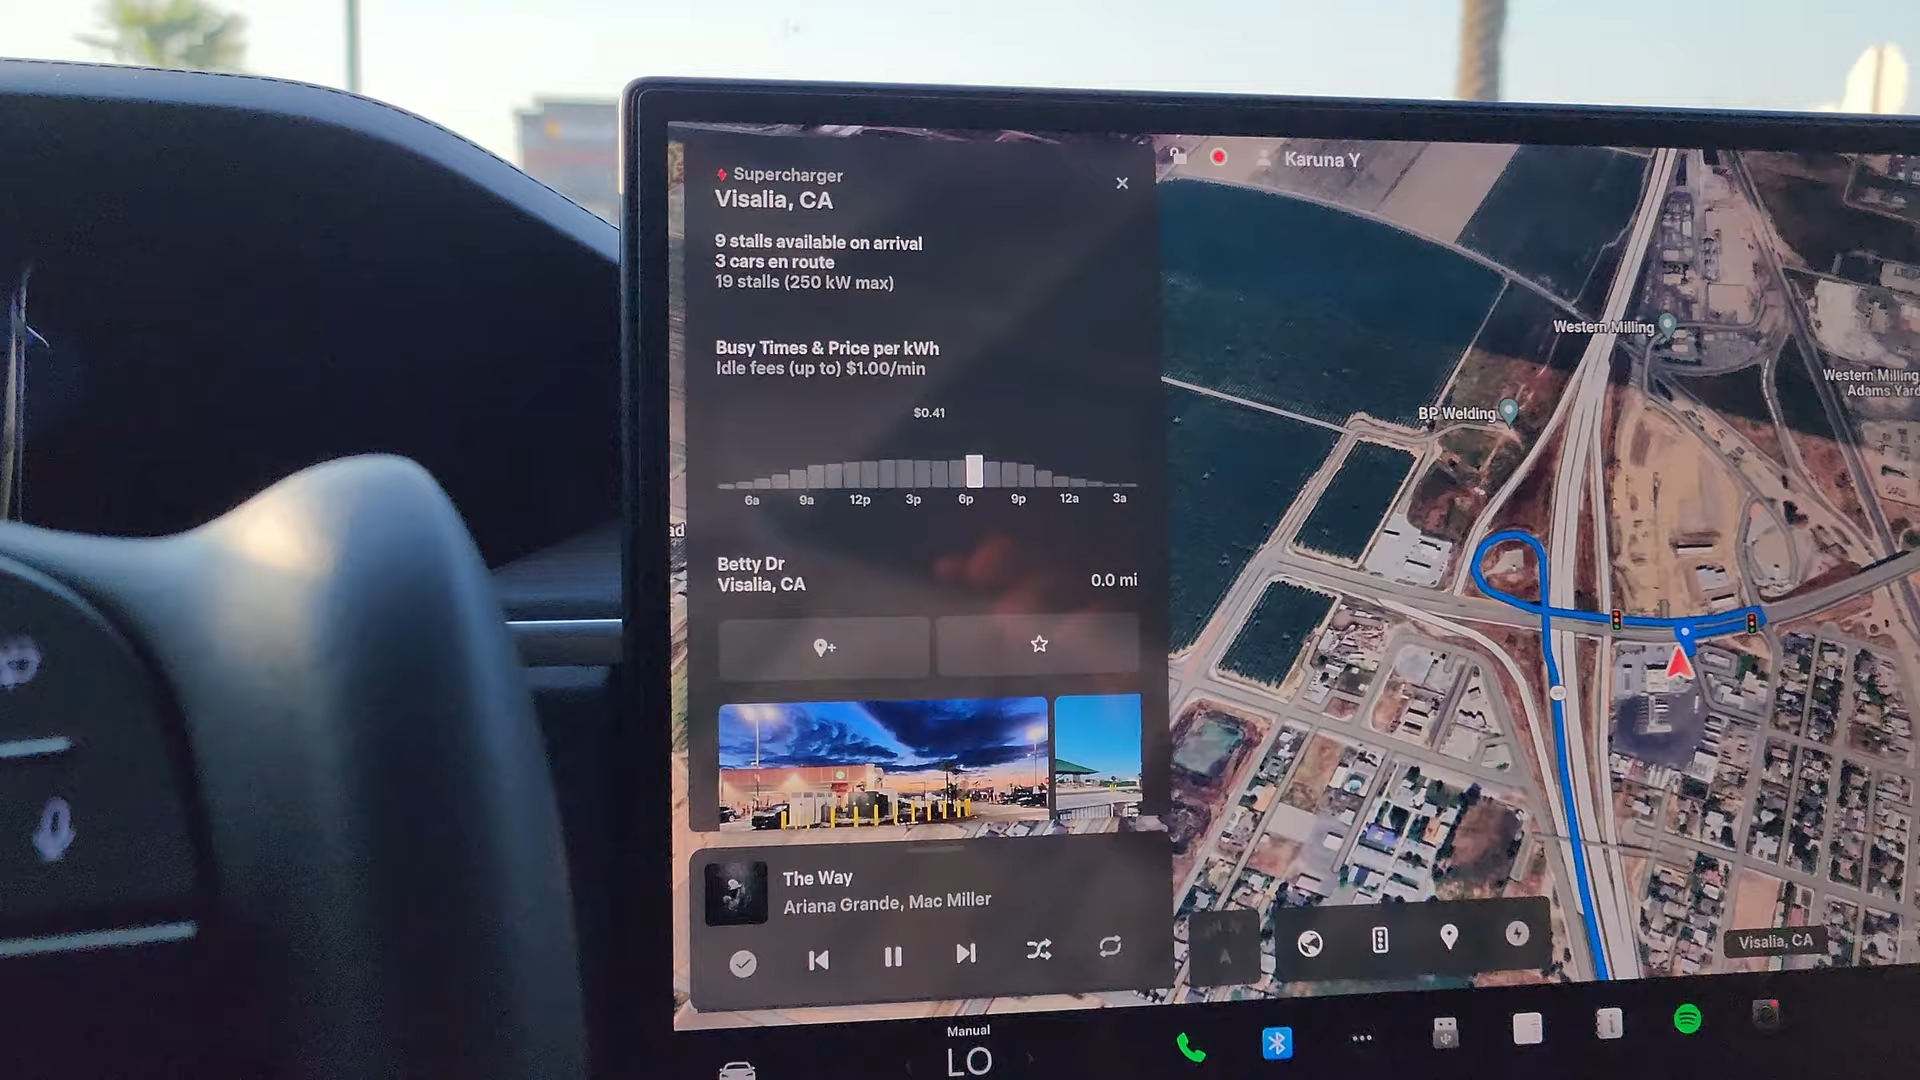 Supercharger
Visalia, CA
9 stalls available on arrival
3 cars en route
19 stalls (250 kW max)
Busy Times & Price per kWh
Idle fees (up to) $1.00/min
$0.41
6a 9a 12p 3p 6p 9p 12a 3a
Betty Dr
Visalia, CA
0.0 mi
The Way
Ariana Grande, Mac Miller
Karuna Y
Western Milling
Western Milling
Adams Yard
BP Welding
ad
Visalia, CA
Manual
LO